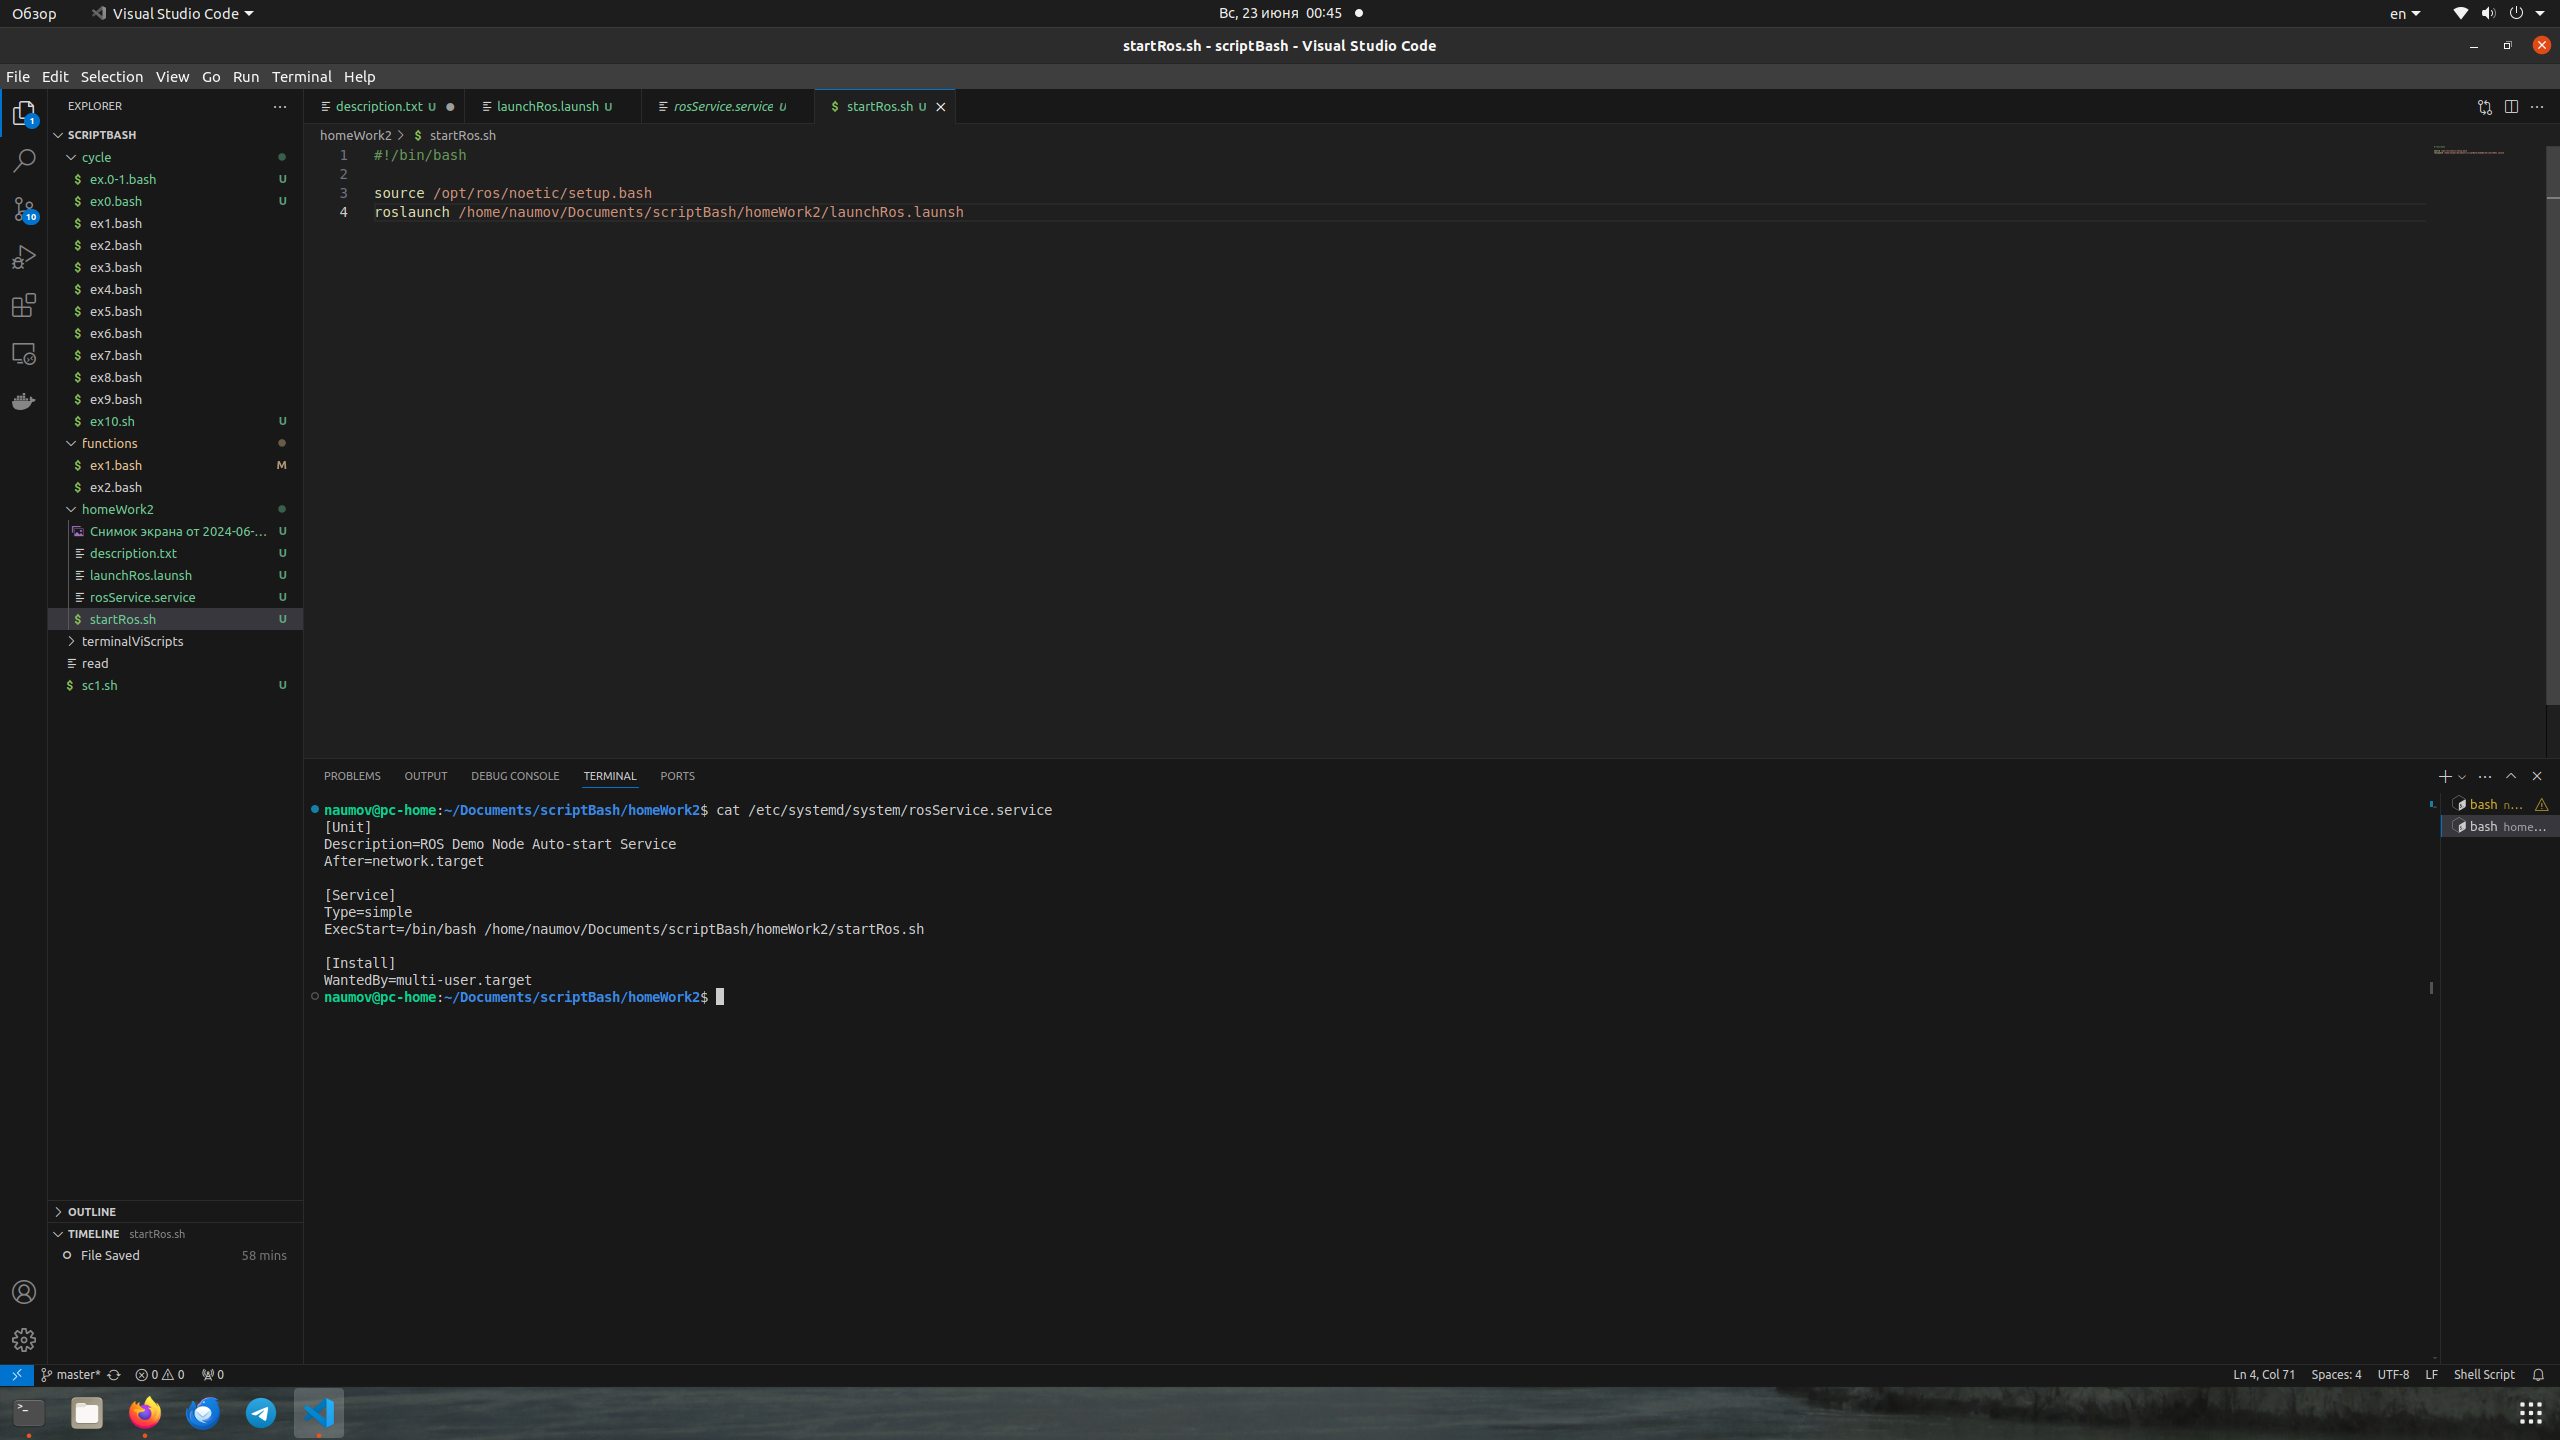 Обзор
Visual Studio Code
Вс, 23 июня 00:45
en
startRos.sh - scriptBash - Visual Studio Code
File Edit Selection View Go Run Terminal Help
EXPLORER
SCRIPTBASH
cycle
ex.0-1.bash U
ex0.bash U
ex1.bash
ex2.bash
ex3.bash
ex4.bash
ex5.bash
ex6.bash
ex7.bash
ex8.bash
ex9.bash
ex10.sh U
functions
ex1.bash M
ex2.bash
homeWork2
Снимок экрана от 2024-06-... U
description.txt U
launchRos.launsh U
rosService.service U
startRos.sh U
terminalViScripts
read
sc1.sh U
OUTLINE
TIMELINE startRos.sh
File Saved 58 mins
1
10
description.txt U
launchRos.launsh U
rosService.service U
startRos.sh U
homeWork2 > $ startRos.sh
1 #!/bin/bash
2
3 source /opt/ros/noetic/setup.bash
4 roslaunch /home/naumov/Documents/scriptBash/homeWork2/launchRos.launsh
PROBLEMS OUTPUT DEBUG CONSOLE TERMINAL PORTS
naumov@pc-home:~/Documents/scriptBash/homeWork2$ cat /etc/systemd/system/rosService.service
[Unit]
Description=ROS Demo Node Auto-start Service
After=network.target
[Service]
Type=simple
ExecStart=/bin/bash /home/naumov/Documents/scriptBash/homeWork2/startRos.sh
[Install]
WantedBy=multi-user.target
naumov@pc-home:~/Documents/scriptBash/homeWork2$
bash n...
bash home...
master* 0 0 0
Ln 4, Col 71 Spaces: 4 UTF-8 LF Shell Script